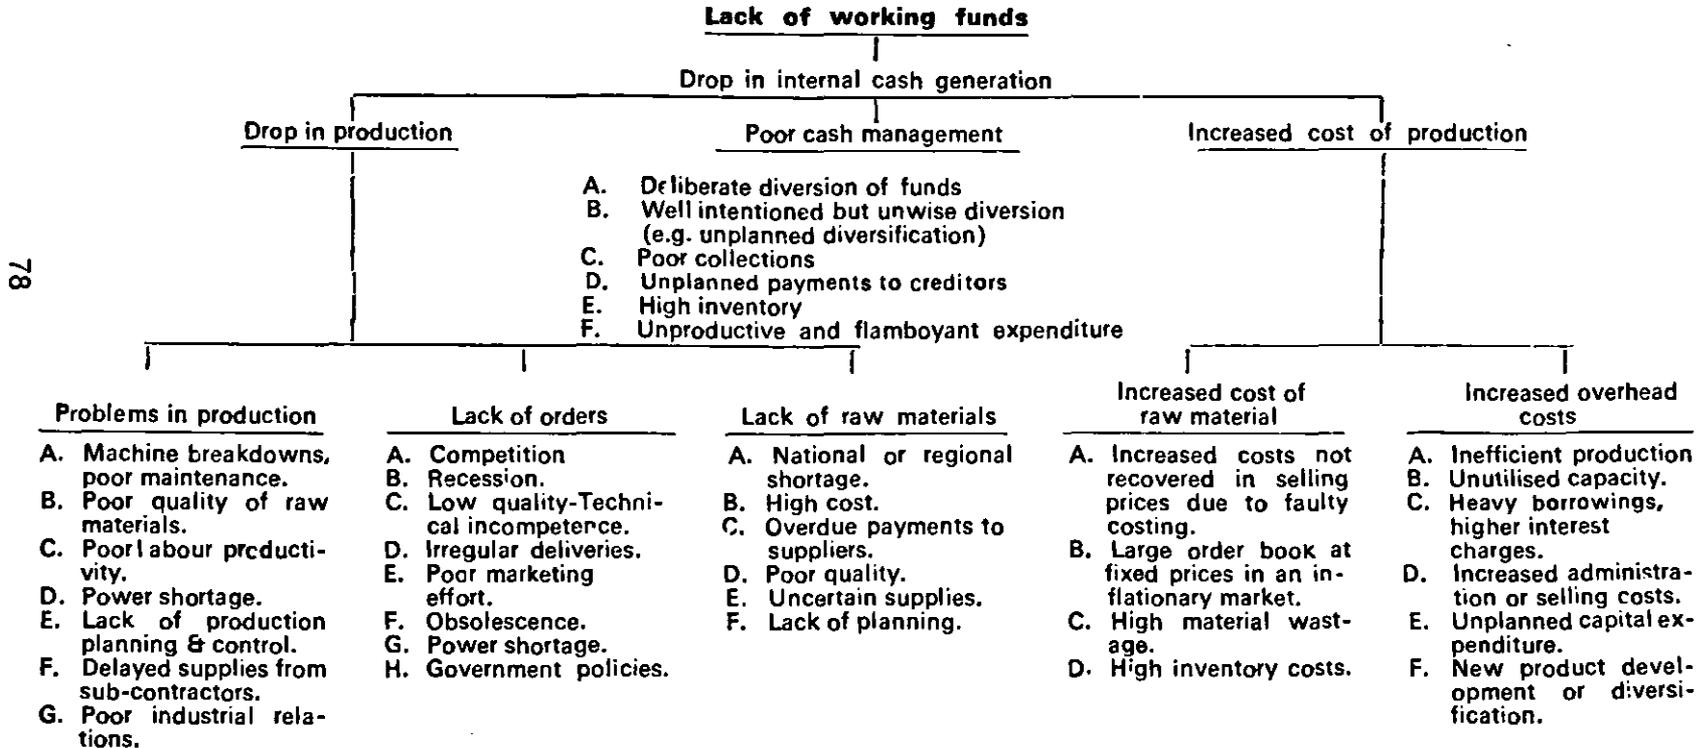 Lack of working funds
Drop in internal cash generation
Drop in production
Poor cash management
Increased cost of production
A. Deliberate diversion of funds
B. Well intentioned but unwise diversion
(e.g. unplanned diversification)
C. Poor collections
D. Unplanned payments to creditors
E. High inventory
F. Unproductive and flamboyant expenditure
78
Problems in production
A. Machine breakdowns,
poor maintenance.
B. Poor quality of raw
materials.
C. Poor labour producti-
vity.
D. Power shortage.
E. Lack of production
planning & control.
F. Delayed supplies from
sub-contractors.
G. Poor industrial rela-
tions.
Lack of orders
A. Competition
B. Recession.
C. Low quality-Techni-
cal incompetence.
D. Irregular deliveries.
E. Poor marketing
effort.
F. Obsolescence.
G. Power shortage.
H. Government policies.
Lack of raw materials
A. National or regional
shortage.
B. High cost.
C. Overdue payments to
suppliers.
D. Poor quality.
E. Uncertain supplies.
F. Lack of planning.
Increased cost of
raw material
A. Increased costs not
recovered in selling
prices due to faulty
costing.
B. Large order book at
fixed prices in an in-
flationary market.
C. High material wast-
age.
D. High inventory costs.
Increased overhead
costs
A. Inefficient production
B. Unutilised capacity.
C. Heavy borrowings,
higher interest
charges.
D. Increased administra-
tion or selling costs.
E. Unplanned capital ex-
penditure.
F. New product devel-
opment or diversi-
fication.